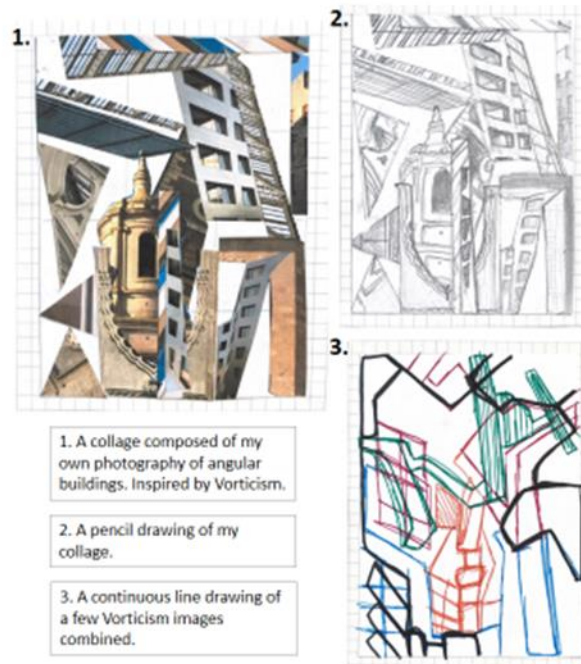 1.
2.
3.
1. A collage composed of my
own photography of angular
buildings. Inspired by Vorticism.
2. A pencil drawing of my
collage.
3. A continuous line drawing of
a few Vorticism images
combined.